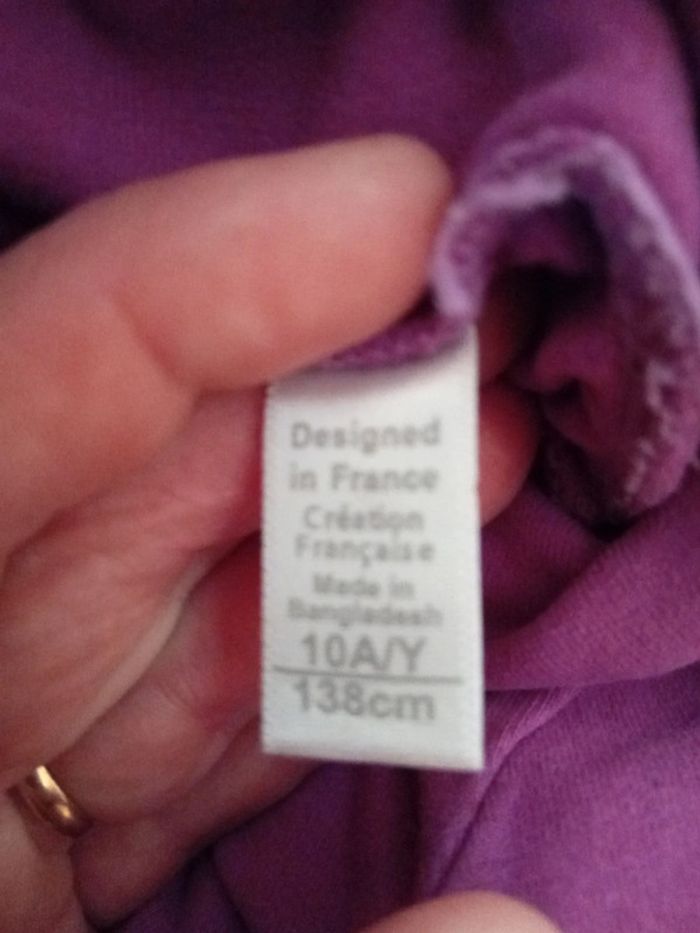 Designed
in France
Création
Française
Made in
Bangladesh
10A/Y
138cm